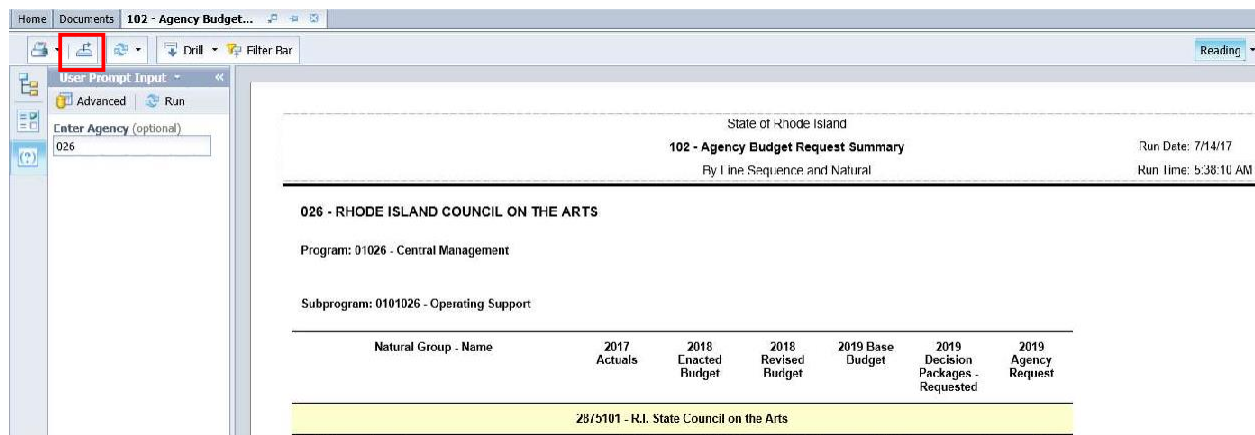 Home Documents 102 - Agency Budget...
Drill Filter Bar Reading
User Prompt Input «
Advanced Run
Enter Agency (optional)
026
State of Rhode Island
102 - Agency Budget Request Summary Run Date: 7/14/17
By Line Sequence and Natural Run Time: 5:38:10 AM
026 - RHODE ISLAND COUNCIL ON THE ARTS
Program: 01026 - Central Management
Subprogram: 0101026 - Operating Support
Natural Group - Name 2017 2018 2018 2019 Base 2019 2019
Actuals Enacted Revised Budget Decision Agency
Budget Budget Packages - Request
Requested
2875101 - R.I. State Council on the Arts